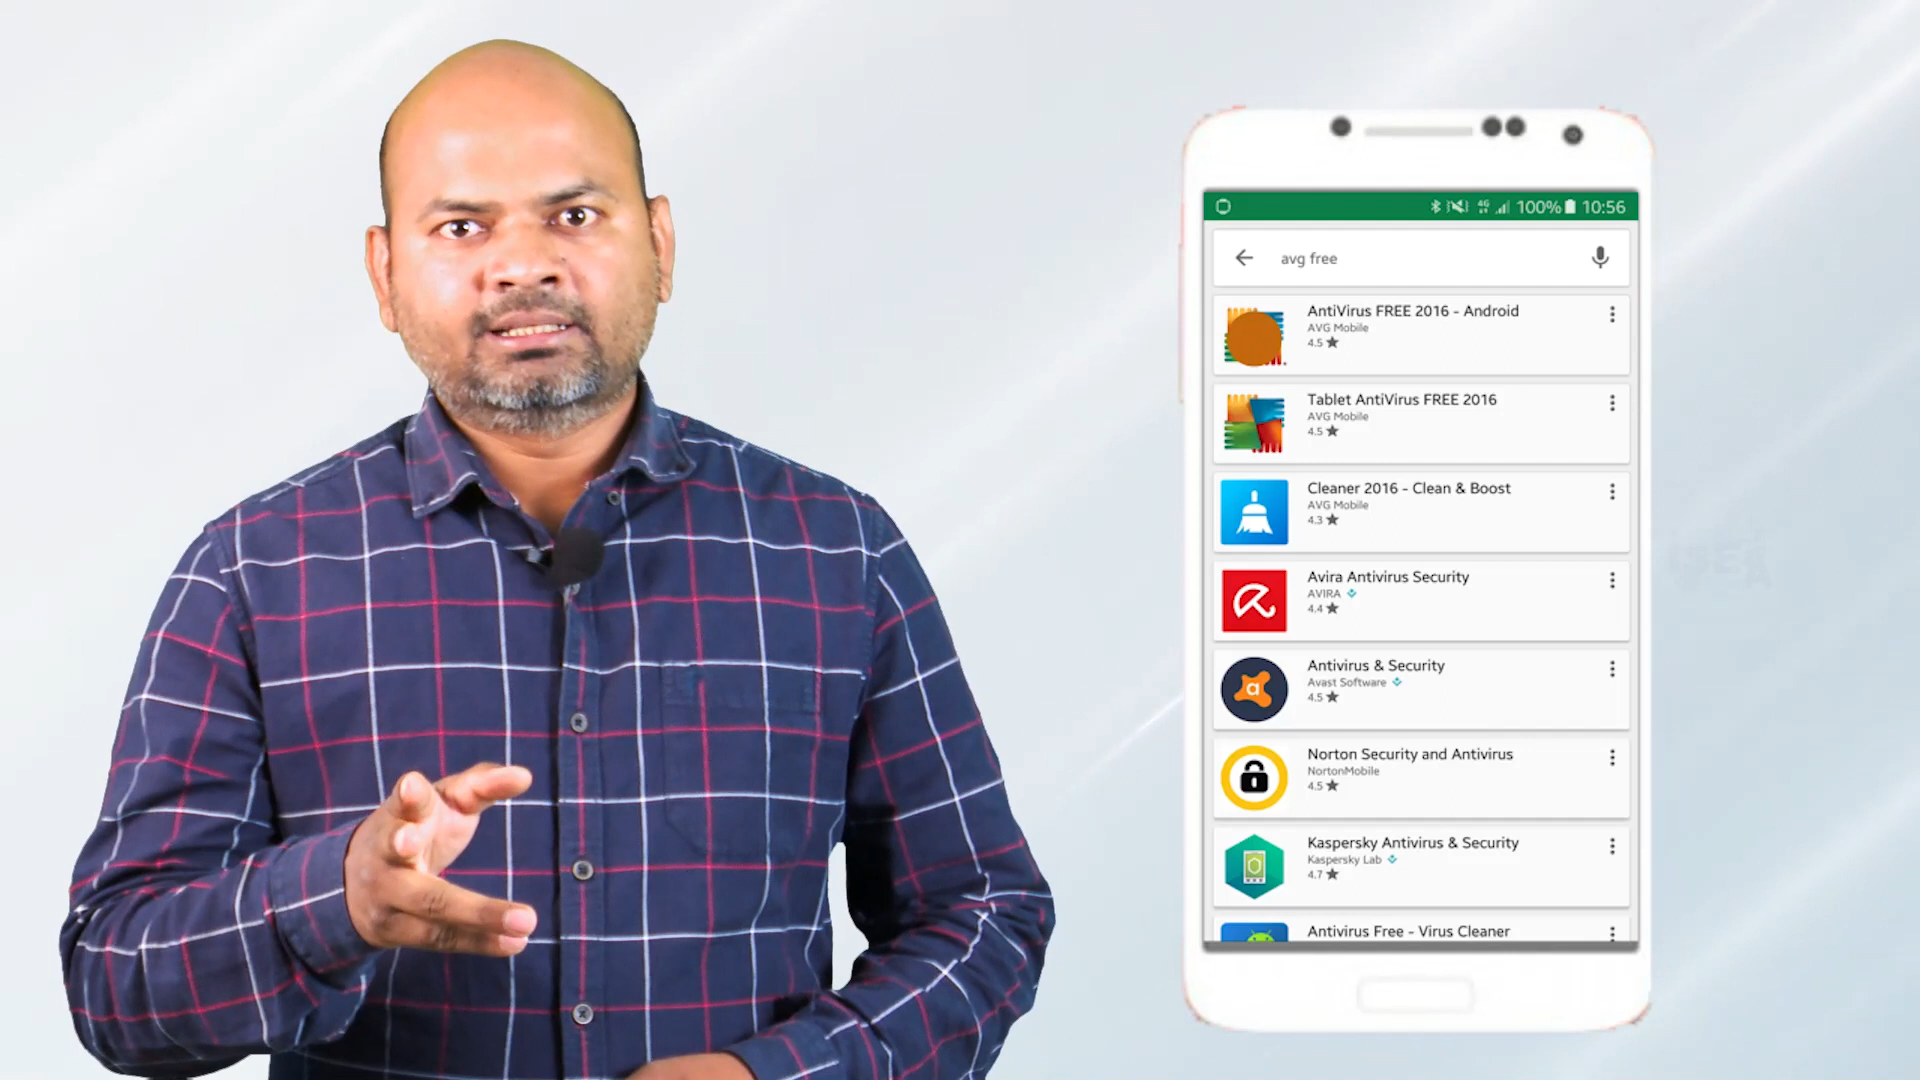 4G 100% 10:56
avg free
AntiVirus FREE 2016 - Android
AVG Mobile
4.5
Tablet AntiVirus FREE 2016
AVG Mobile
4.5
Cleaner 2016 - Clean & Boost
AVG Mobile
4.3
Avira Antivirus Security
AVIRA
4.4
Antivirus & Security
Avast Software
4.5
a
Norton Security and Antivirus
NortonMobile
4.5
Kaspersky Antivirus & Security
Kaspersky Lab
4.7
Antivirus Free - Virus Cleaner